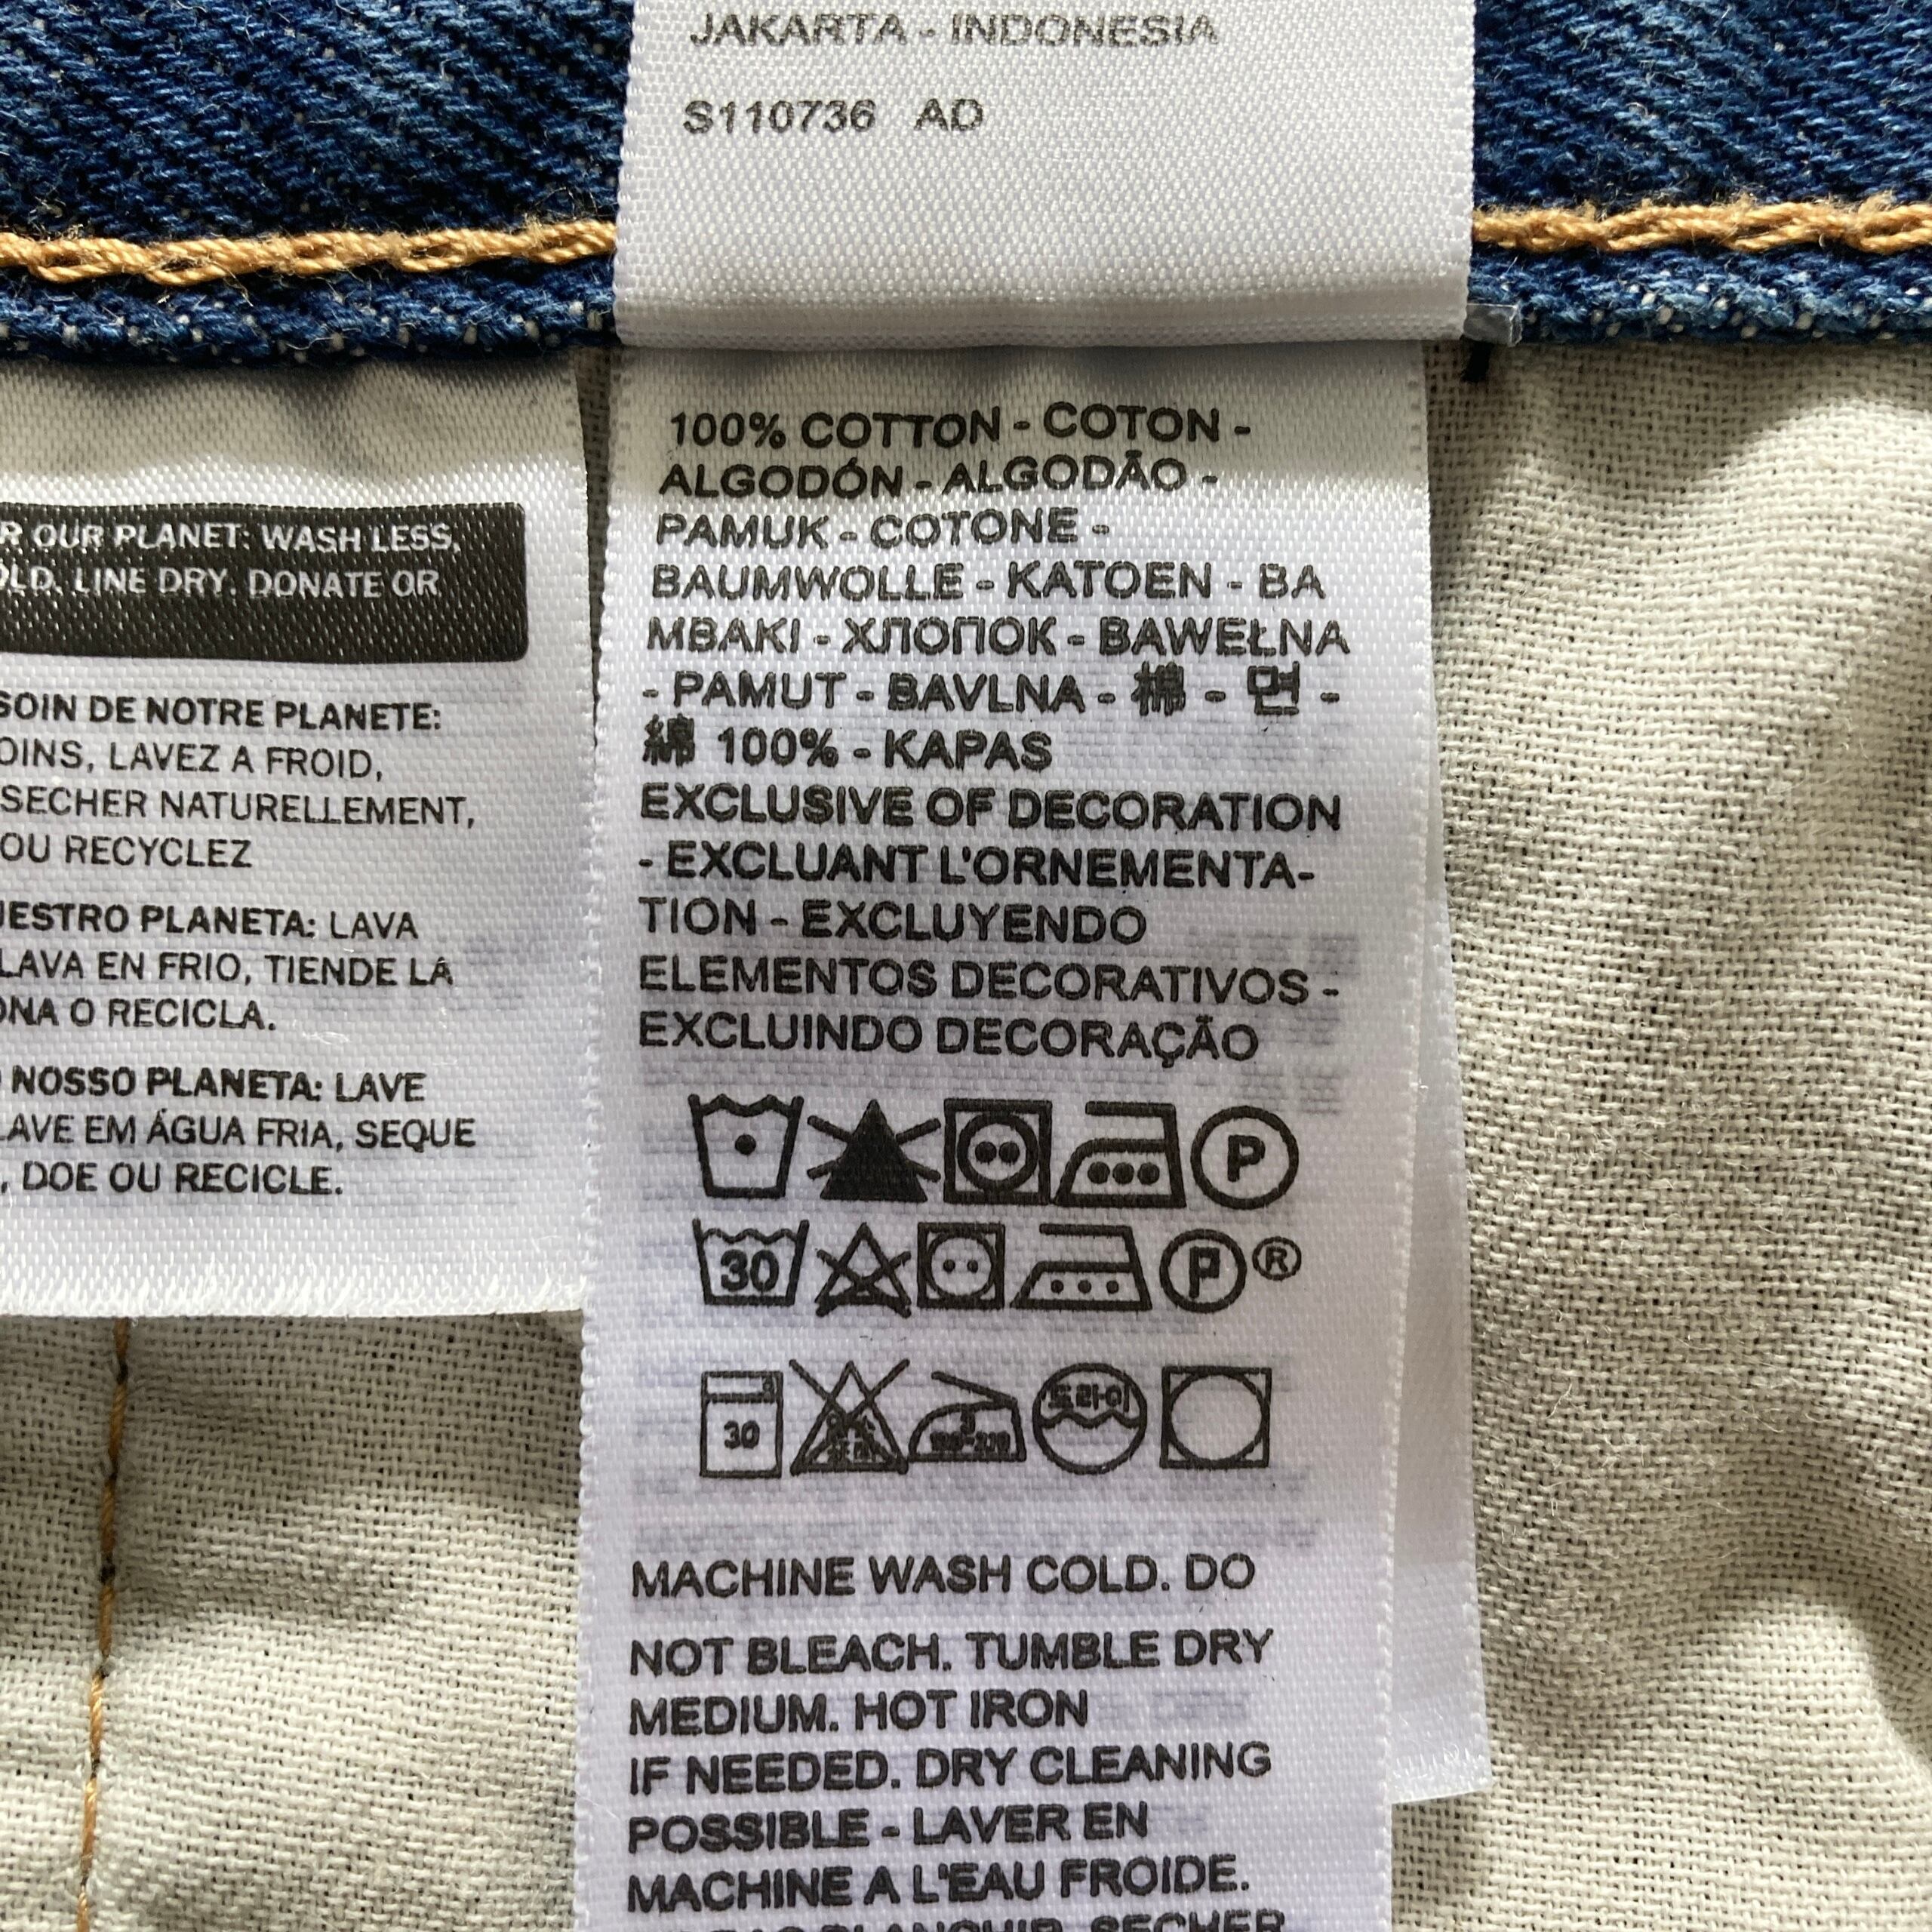 JAKARTA - INDONESIA
S110736 AD
R OUR PLANET: WASH LESS,
OLD. LINE DRY. DONATE OR
SOIN DE NOTRE PLANETE:
OINS, LAVEZ A FROID,
SECHER NATURELLEMENT,
OU RECYCLEZ
UESTRO PLANETA: LAVA
LAVA EN FRIO, TIENDE LA
ONA O RECICLA.
NOSSO PLANETA: LAVE
LAVE EM ÁGUA FRIA, SEQUE
, DOE OU RECICLE.
100% COTTON - COTON -
ALGODÓN - ALGODÃO -
PAMUK - COTONE -
BAUMWOLLE - KATOEN - BA
MBAKI - ХЛОПОК - BAWEŁNA
- PAMUT - BAVLNA - 棉 - 면 -
綿 100% - KAPAS
EXCLUSIVE OF DECORATION
- EXCLUANT L'ORNEMENTA-
TION - EXCLUYENDO
ELEMENTOS DECORATIVOS -
EXCLUINDO DECORAÇÃO
P
30 P ®
30 드라이
MACHINE WASH COLD. DO
NOT BLEACH. TUMBLE DRY
MEDIUM. HOT IRON
IF NEEDED. DRY CLEANING
POSSIBLE - LAVER EN
MACHINE A L'EAU FROIDE.
SECHER